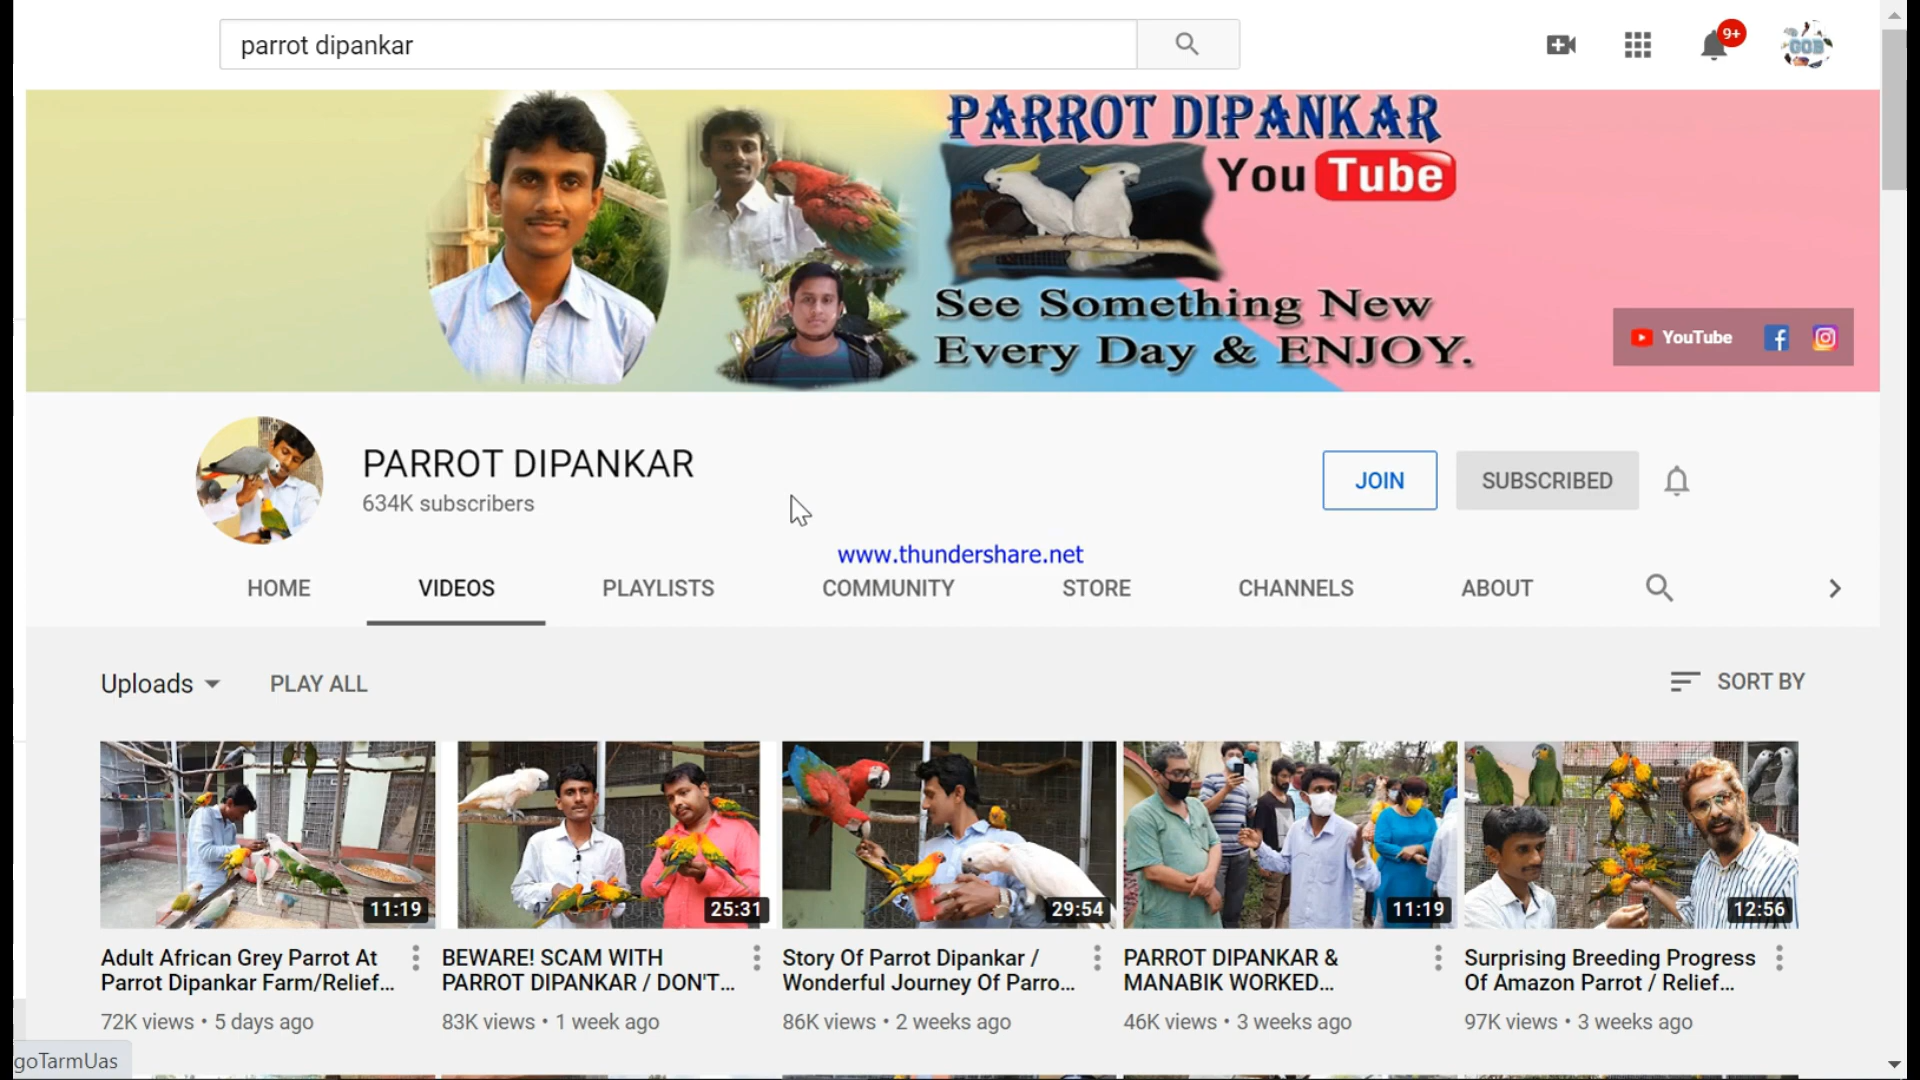 parrot dipankar
9+
GOB
PARROT DIPANKAR
You Tube
See Something New
Every Day & ENJOY.
YouTube
PARROT DIPANKAR
634K subscribers
JOIN
SUBSCRIBED
www.thundershare.net
HOME
VIDEOS
PLAYLISTS
COMMUNITY
STORE
CHANNELS
ABOUT
Uploads
PLAY ALL
SORT BY
11:19
25:31
29:54
11:19
12:56
Adult African Grey Parrot At
Parrot Dipankar Farm/Relief...
72K views • 5 days ago
BEWARE! SCAM WITH
PARROT DIPANKAR / DON'T...
83K views • 1 week ago
Story Of Parrot Dipankar /
Wonderful Journey Of Parro...
86K views • 2 weeks ago
PARROT DIPANKAR &
MANABIK WORKED...
46K views • 3 weeks ago
Surprising Breeding Progress
Of Amazon Parrot / Relief...
97K views • 3 weeks ago
goTarmUas